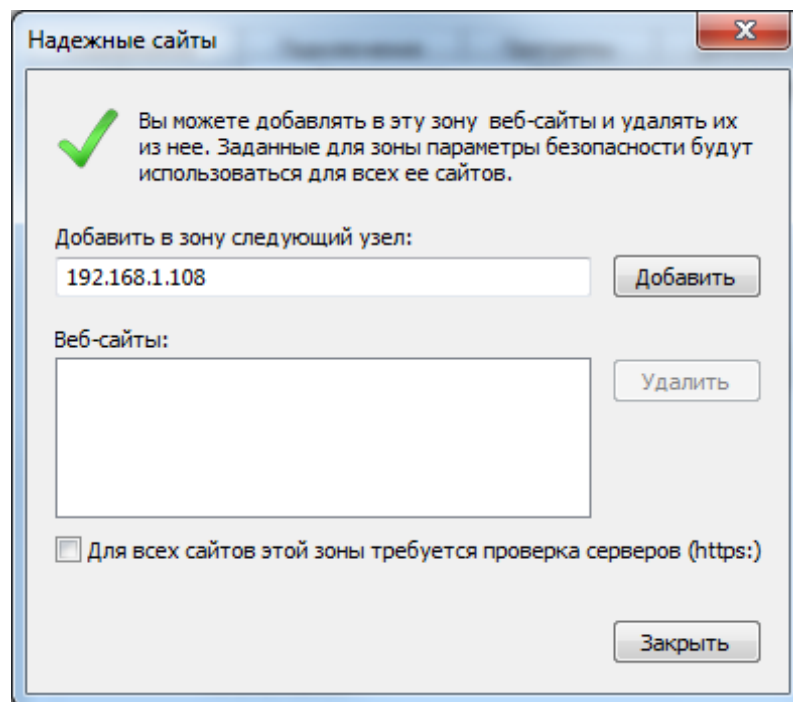 Надежные сайты
Вы можете добавлять в эту зону веб-сайты и удалять их
из нее. Заданные для зоны параметры безопасности будут
использоваться для всех ее сайтов.
Добавить в зону следующий узел:
192.168.1.108
Добавить
Веб-сайты:
Удалить
Для всех сайтов этой зоны требуется проверка серверов (https:)
Закрыть